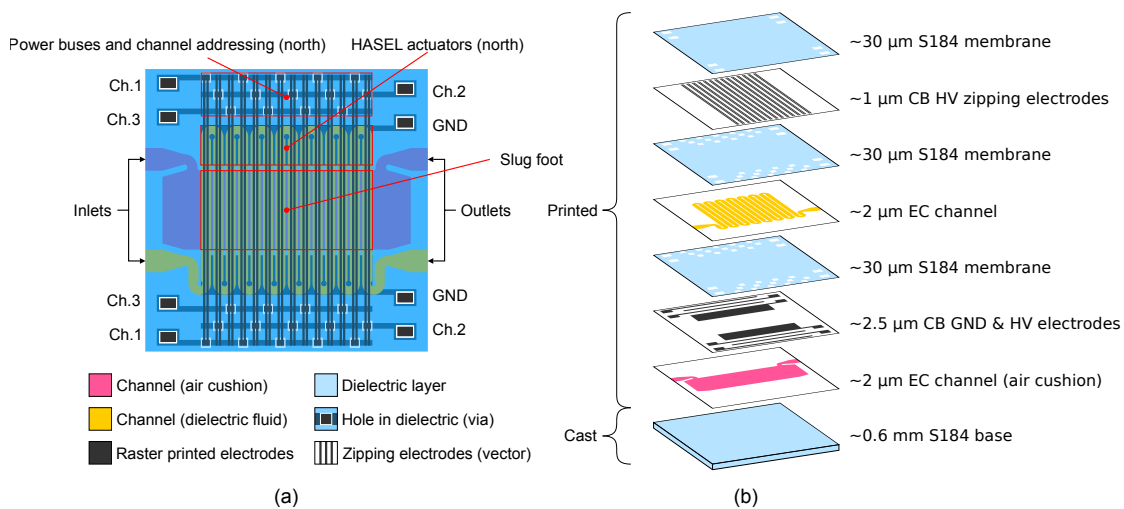 Power buses and channel addressing (north)
HASEL actuators (north)
Ch.1
Ch.3
Ch.2
GND
Slug foot
Inlets
Outlets
Ch.3
Ch.1
GND
Ch.2
Channel (air cushion)
Channel (dielectric fluid)
Raster printed electrodes
Dielectric layer
Hole in dielectric (via)
Zipping electrodes (vector)
(a)
Printed
Cast
~30 μm S184 membrane
~1 μm CB HV zipping electrodes
~30 μm S184 membrane
~2 μm EC channel
~30 μm S184 membrane
~2.5 μm CB GND & HV electrodes
~2 μm EC channel (air cushion)
~0.6 mm S184 base
(b)